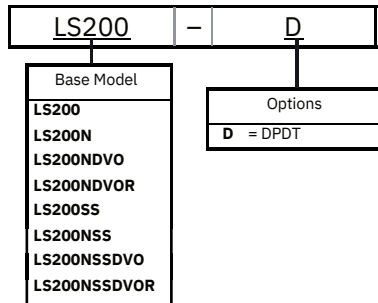 LS200 – D
Base Model
LS200
LS200N
LS200NDVO
LS200NDVOR
LS200SS
LS200NSS
LS200NSSDVO
LS200NSSDVOR
Options
D = DPDT